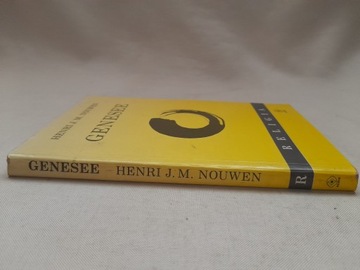 HENRI J. M. NOUWEN
GENESEE
RELIGIE
GENESEE - HENRI J. M. NOUWEN
R